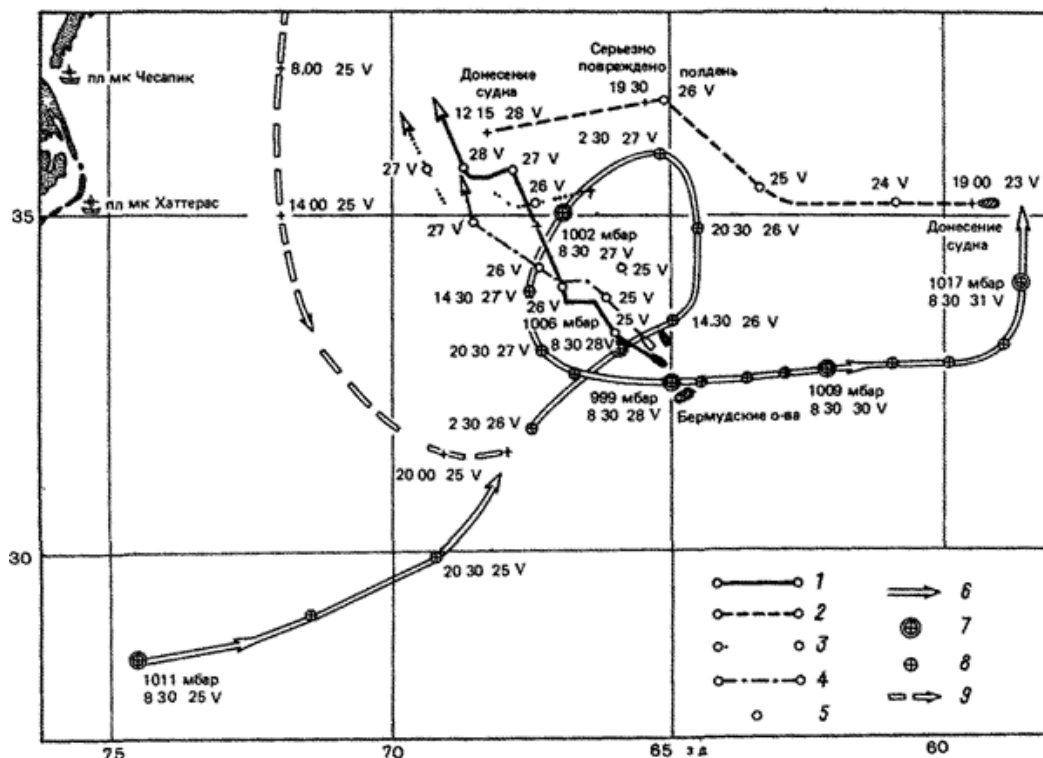 пл мк Чесапик
8.00 25 V
Донесение
судна
12 15 28 V
Серьезно
повреждено
19 30
полдень
26 V
2 30 27 V
28 V
27 V
27 V
26 V
25 V
24 V
19 00 23 V
35
пл мк Хаттерас
14 00 25 V
27 V
1002 мбар
8 30 27 V
20 30 26 V
Донесение
судна
26 V
25 V
1017 мбар
8 30 31 V
14 30 27 V
26 V
25 V
1006 мбар
8 30 28 V
25 V
14.30 26 V
20 30 27 V
2 30 26 V
999 мбар
8 30 28 V
Бермудские о-ва
1009 мбар
8 30 30 V
20 00 25 V
30
20 30 25 V
1011 мбар
8 30 25 V
1
2
3
4
5
6
7
8
9
75
70
65
з д
60